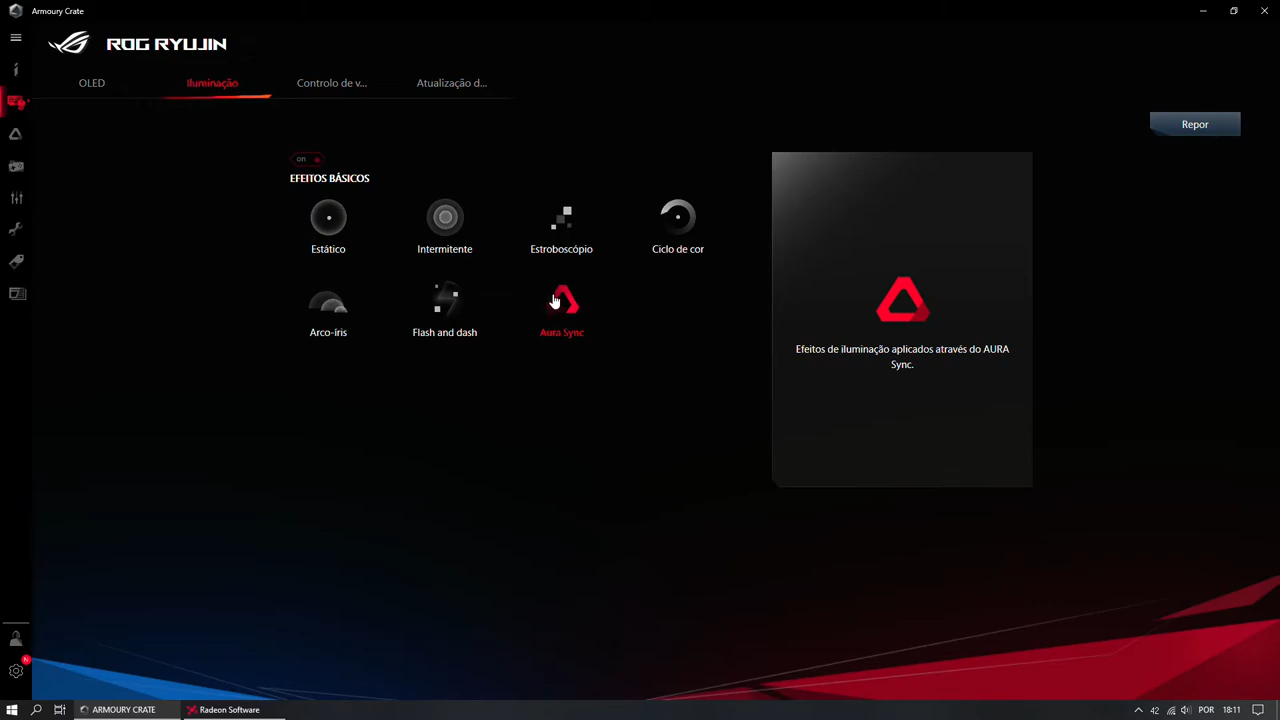 Armoury Crate
ROG RYUJIN
OLED
Iluminação
Controlo de v...
Atualização d...
Repor
on
EFEITOS BÁSICOS
Estático
Intermitente
Estroboscópio
Ciclo de cor
Arco-íris
Flash and dash
Aura Sync
Efeitos de iluminação aplicados através do AURA
Sync.
N
ARMOURY CRATE
Radeon Software
42
POR
18:11